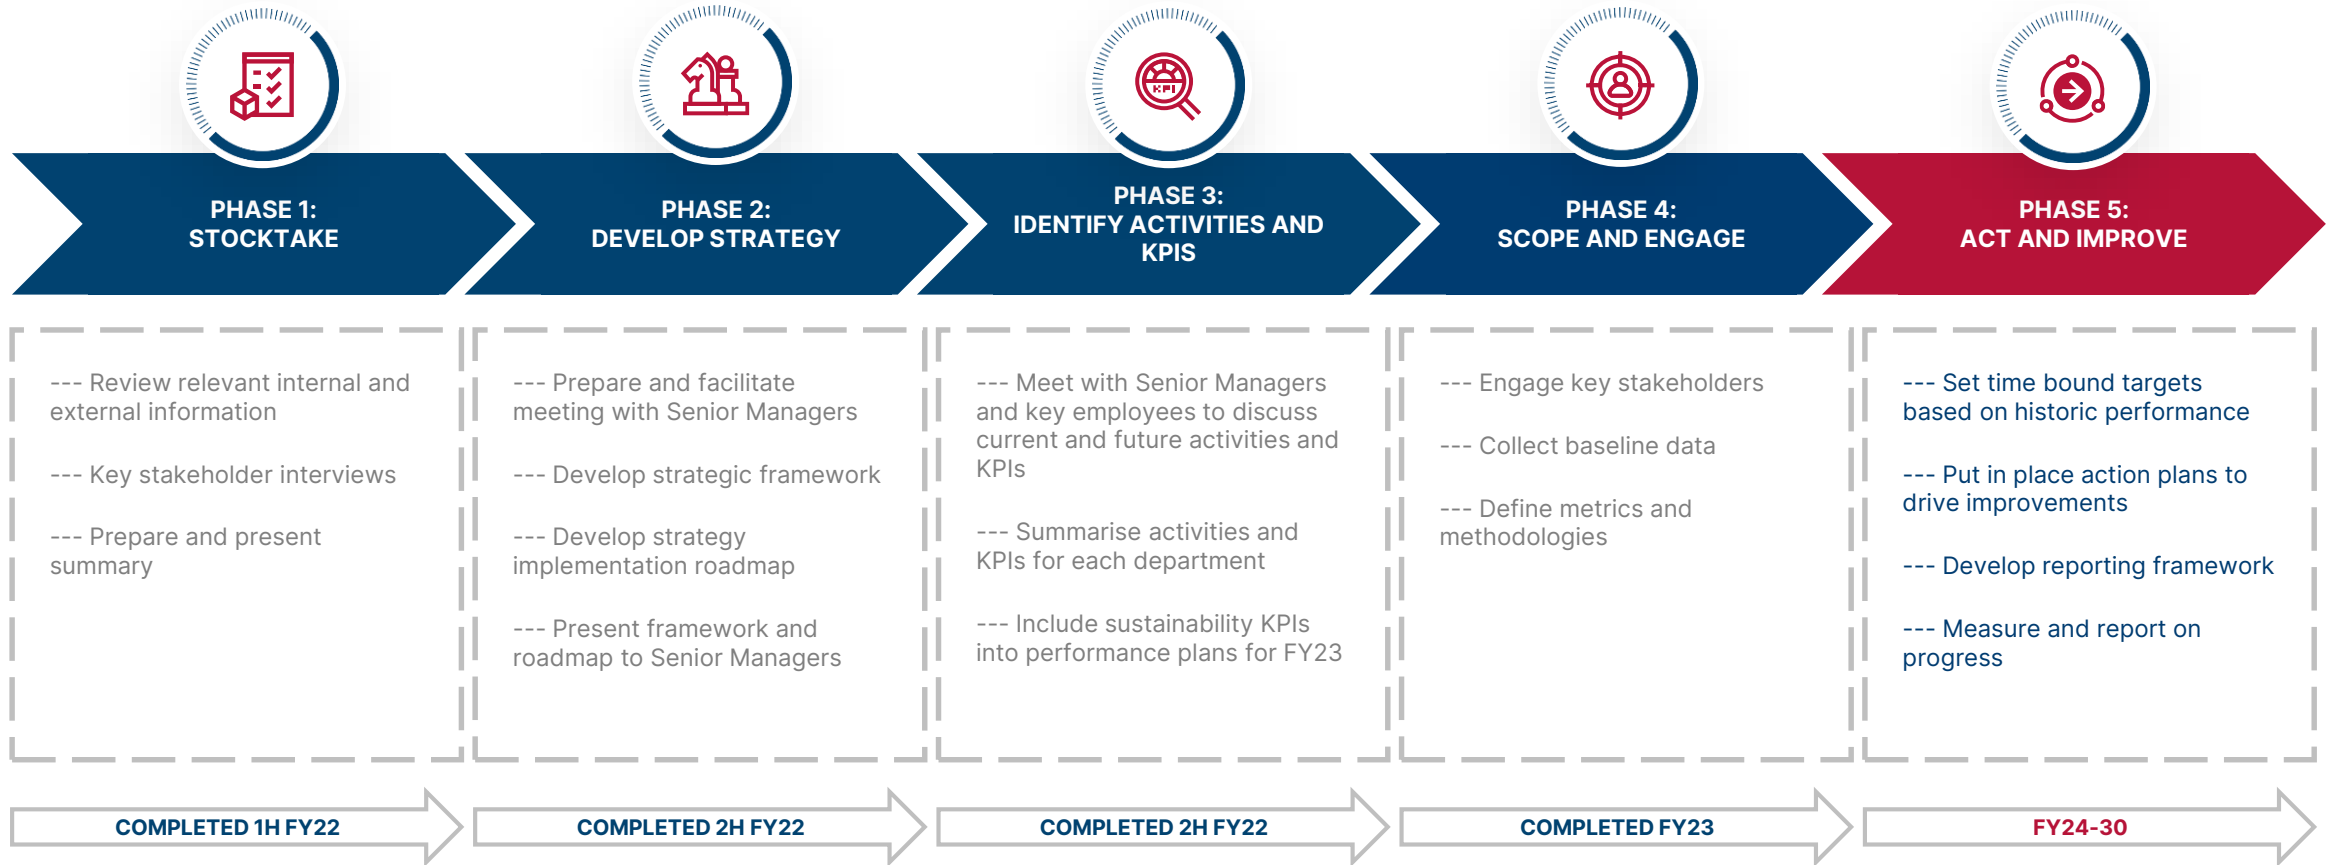 KPI
PHASE 1:
STOCKTAKE
PHASE 2:
DEVELOP STRATEGY
PHASE 3:
IDENTIFY ACTIVITIES AND
KPIS
PHASE 4:
SCOPE AND ENGAGE
PHASE 5:
ACT AND IMPROVE
--- Review relevant internal and
external information
--- Key stakeholder interviews
--- Prepare and present
summary
--- Prepare and facilitate
meeting with Senior Managers
--- Develop strategic framework
--- Develop strategy
implementation roadmap
--- Present framework and
roadmap to Senior Managers
--- Meet with Senior Managers
and key employees to discuss
current and future activities and
KPIs
--- Summarise activities and
KPIs for each department
--- Include sustainability KPIs
into performance plans for FY23
--- Engage key stakeholders
--- Collect baseline data
--- Define metrics and
methodologies
--- Set time bound targets
based on historic performance
--- Put in place action plans to
drive improvements
--- Develop reporting framework
--- Measure and report on
progress
COMPLETED 1H FY22
COMPLETED 2H FY22
COMPLETED 2H FY22
COMPLETED FY23
FY24-30